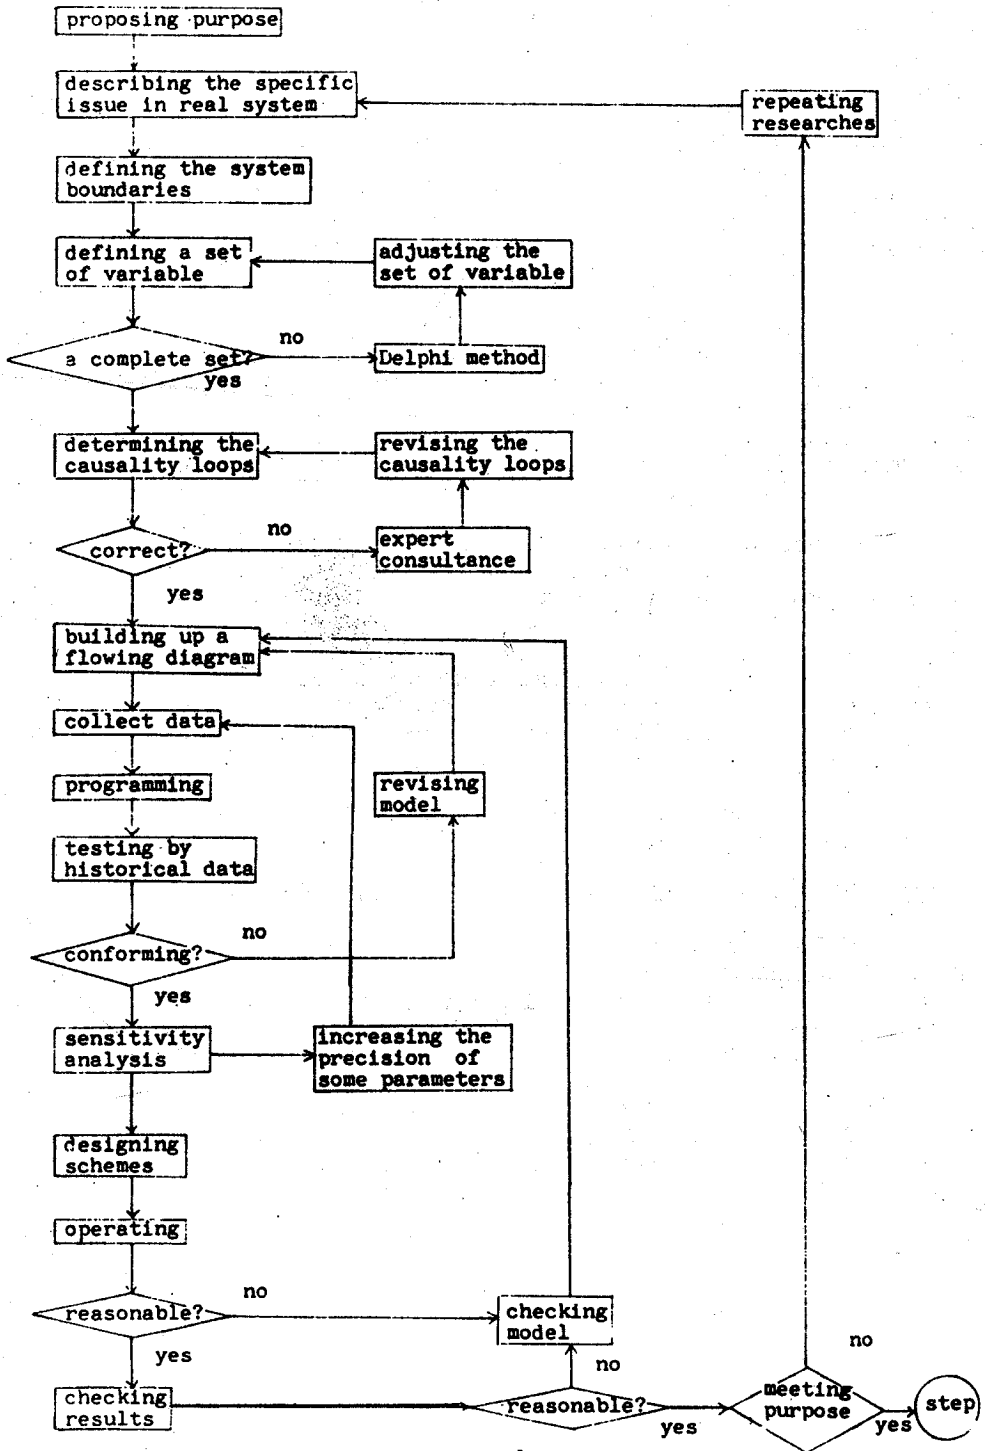 proposing purpose
describing the specific
issue in real system
repeating
researches
defining the system
boundaries
defining a set
of variable
adjusting the
set of variable
no
a complete set?
yes
Delphi method
determining the
causality loops
revising the
causality loops
no
correct?
expert
consultance
yes
building up a
flowing diagram
collect data
programming
revising
model
testing by
historical data
no
conforming?
yes
sensitivity
analysis
increasing the
precision of
some parameters
designing
schemes
operating
no
reasonable?
checking
model
yes
no
no
checking
results
reasonable?
yes
meeting
purpose
yes
step